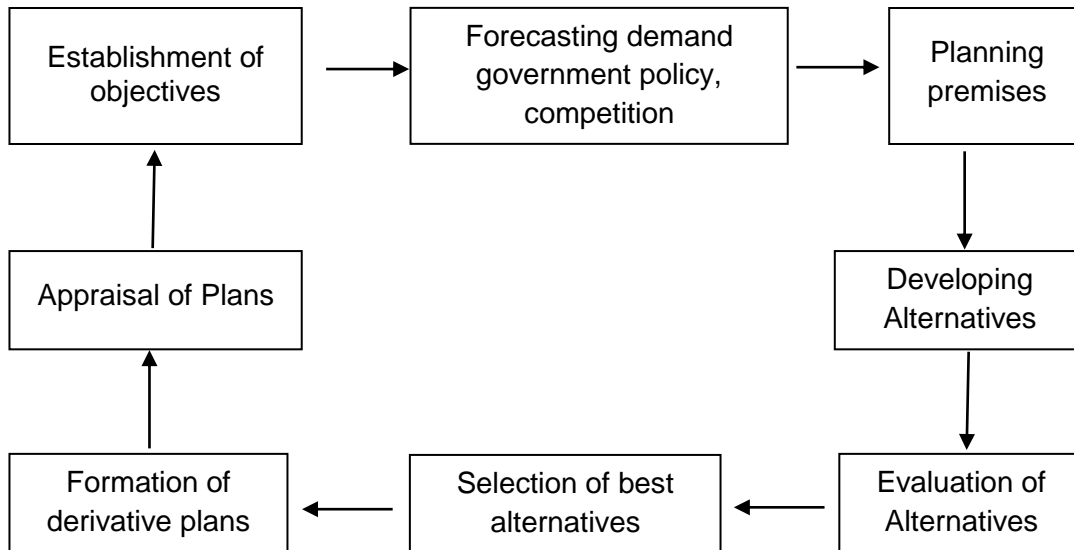 Establishment of
objectives
Forecasting demand
government policy,
competition
Planning
premises
Developing
Alternatives
Evaluation of
Alternatives
Selection of best
alternatives
Formation of
derivative plans
Appraisal of Plans